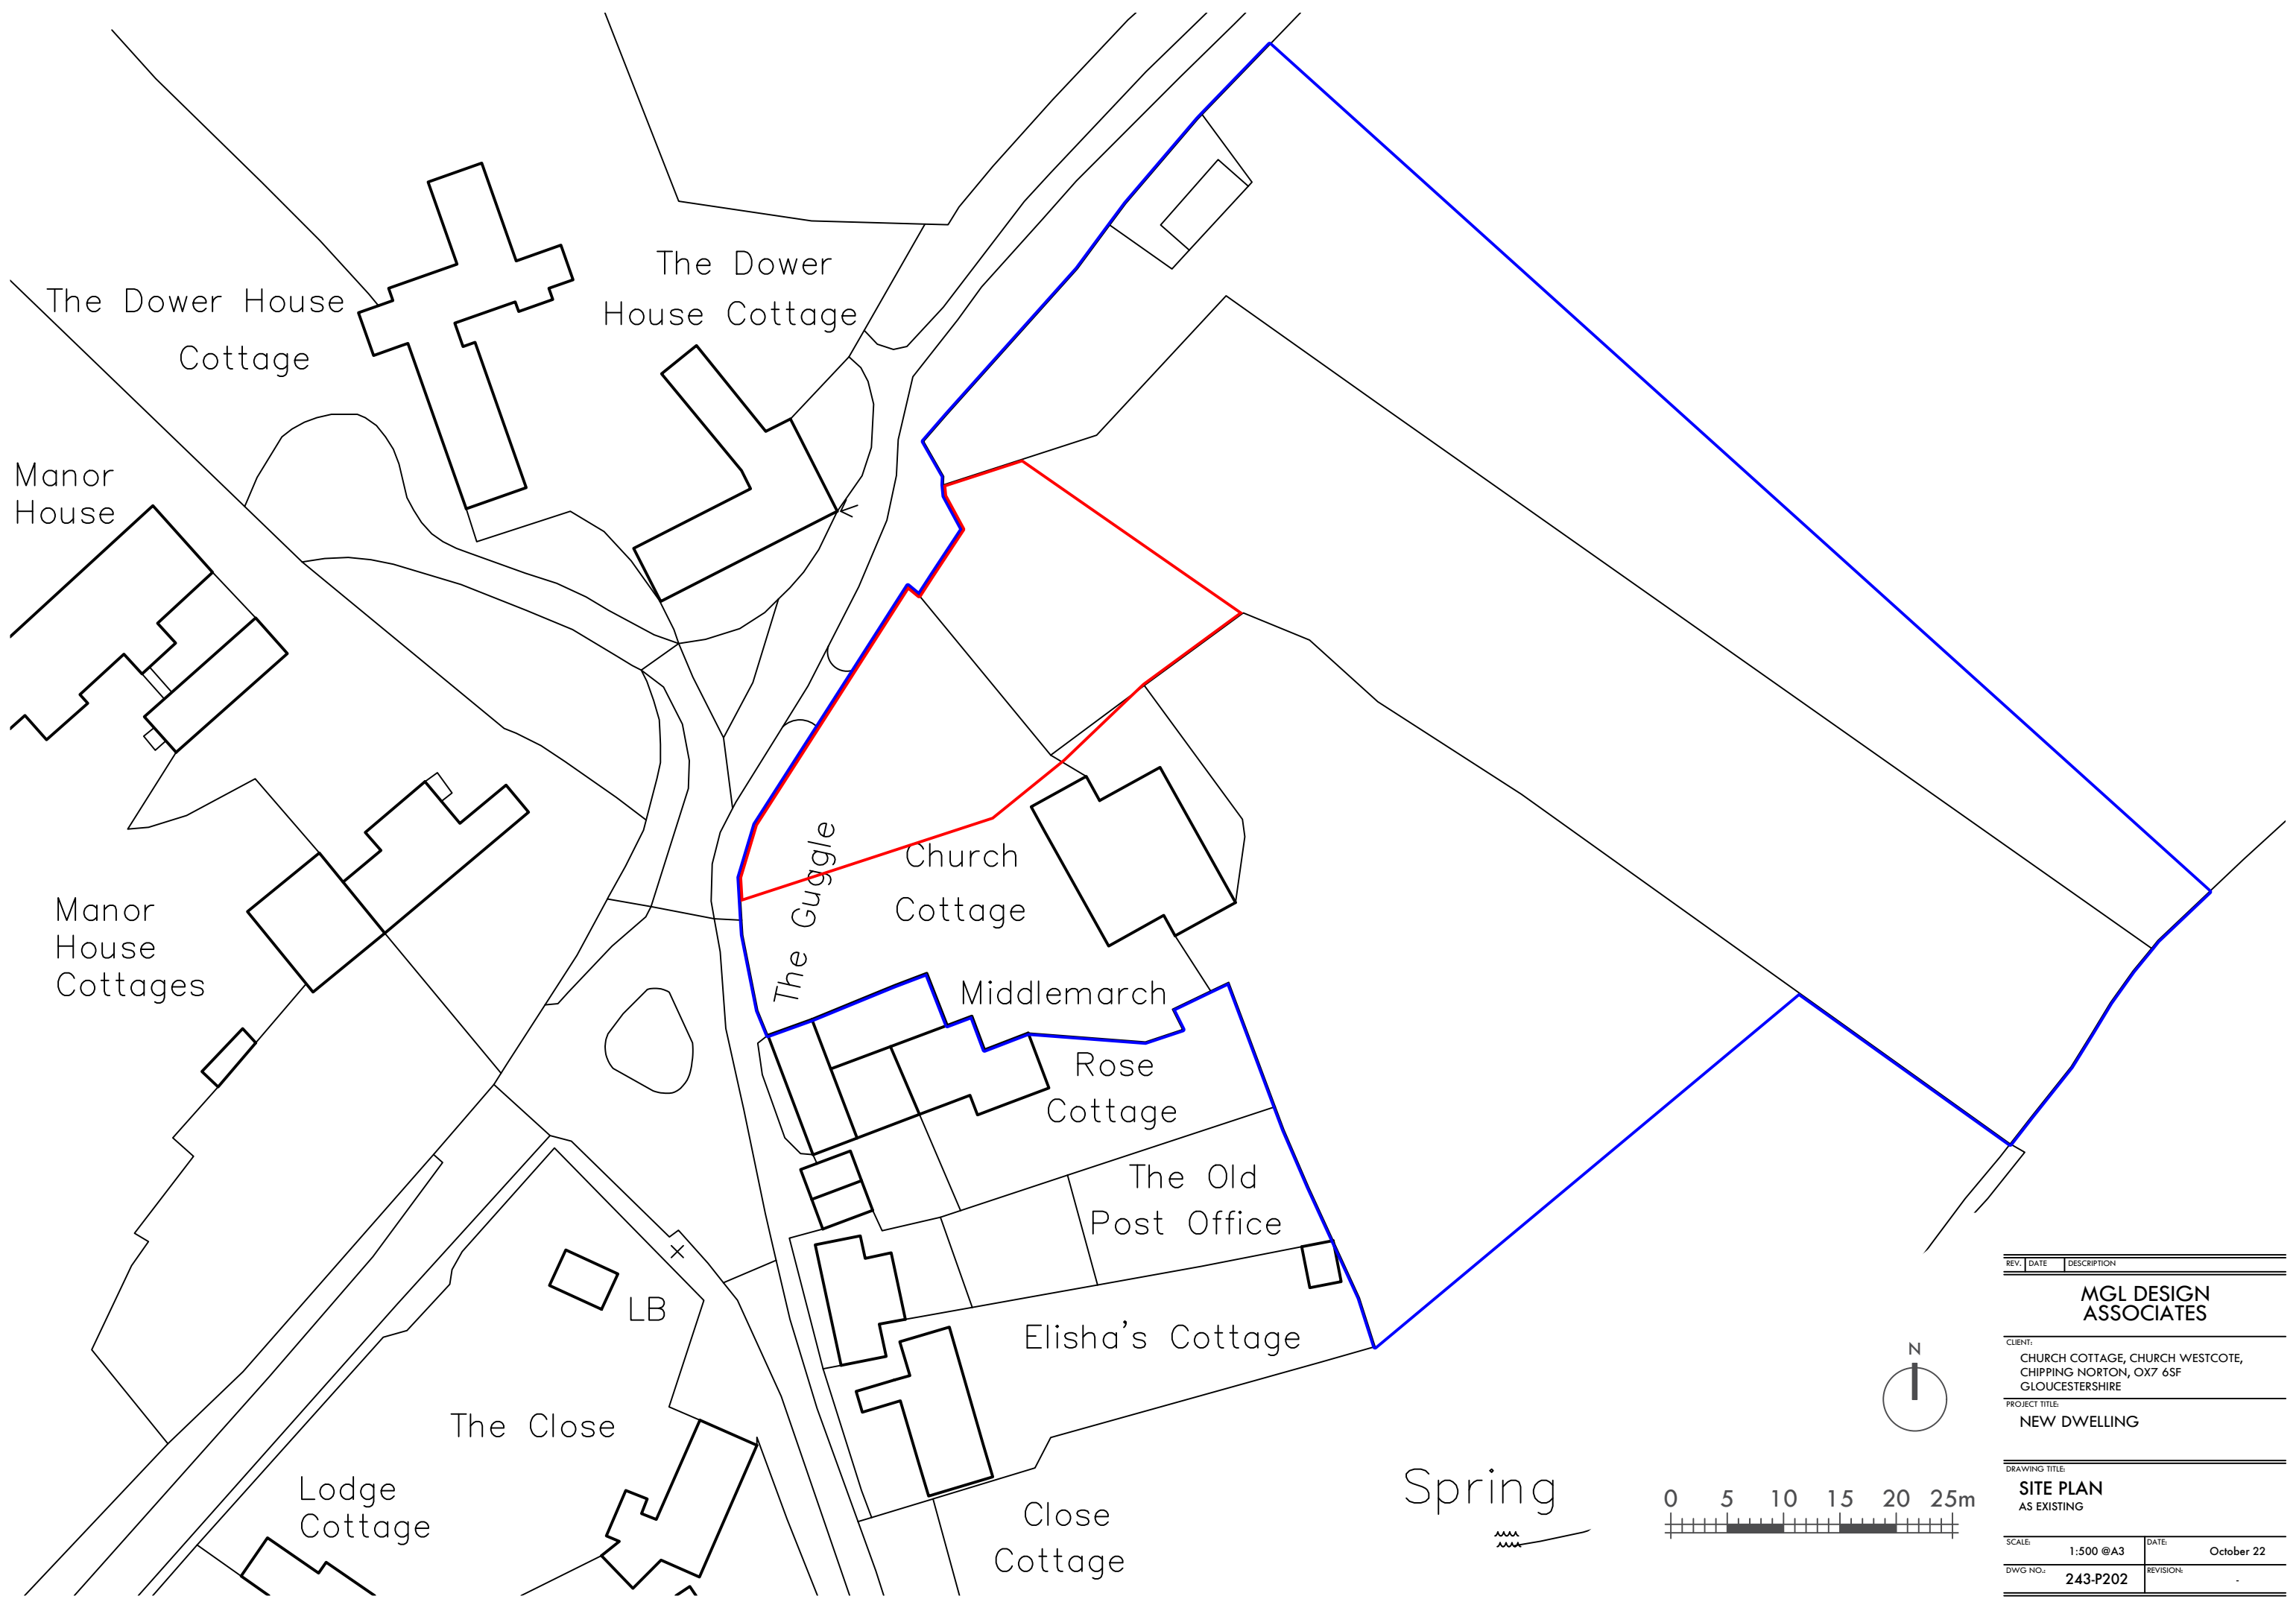 The Dower House
Cottage
The Dower
House Cottage
Manor
House
Manor
House
Cottages
The Guggle
Church
Cottage
Middlemarch
Rose
Cottage
The Old
Post Office
Elisha's Cottage
LB
The Close
Lodge
Cottage
Close
Cottage
Spring
N
0 5 10 15 20 25m
REV. DATE DESCRIPTION
MGL DESIGN
ASSOCIATES
CLIENT:
CHURCH COTTAGE, CHURCH WESTCOTE,
CHIPPING NORTON, OX7 6SF
GLOUCESTERSHIRE
PROJECT TITLE:
NEW DWELLING
DRAWING TITLE:
SITE PLAN
AS EXISTING
SCALE: DATE:
1:500 @A3 October 22
DWG NO.: REVISION:
243-P202 -